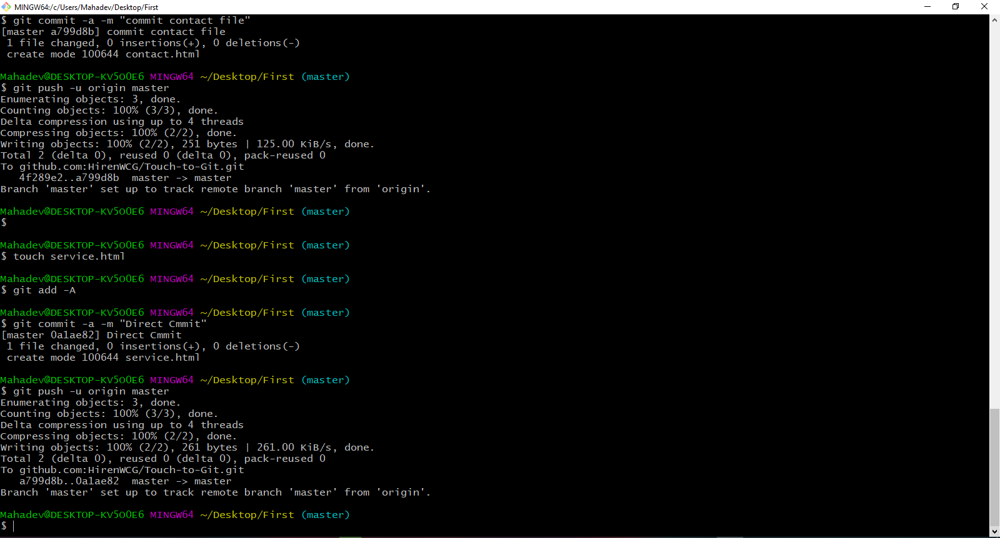 MINGW64:/c/Users/Mahadev/Desktop/First
$ git commit -a -m "commit contact file"
[master a799d8b] commit contact file
 1 file changed, 0 insertions(+), 0 deletions(-)
 create mode 100644 contact.html
Mahadev@DESKTOP-KV5O0E6 MINGW64 ~/Desktop/First (master)
$ git push -u origin master
Enumerating objects: 3, done.
Counting objects: 100% (3/3), done.
Delta compression using up to 4 threads
Compressing objects: 100% (2/2), done.
Writing objects: 100% (2/2), 251 bytes | 125.00 KiB/s, done.
Total 2 (delta 0), reused 0 (delta 0), pack-reused 0
To github.com:HirenWCG/Touch-to-Git.git
   4f289e2..a799d8b  master -> master
Branch 'master' set up to track remote branch 'master' from 'origin'.
Mahadev@DESKTOP-KV5O0E6 MINGW64 ~/Desktop/First (master)
$
Mahadev@DESKTOP-KV5O0E6 MINGW64 ~/Desktop/First (master)
$ touch service.html
Mahadev@DESKTOP-KV5O0E6 MINGW64 ~/Desktop/First (master)
$ git add -A
Mahadev@DESKTOP-KV5O0E6 MINGW64 ~/Desktop/First (master)
$ git commit -a -m "Direct Cmmit"
[master 0a1ae82] Direct Cmmit
 1 file changed, 0 insertions(+), 0 deletions(-)
 create mode 100644 service.html
Mahadev@DESKTOP-KV5O0E6 MINGW64 ~/Desktop/First (master)
$ git push -u origin master
Enumerating objects: 3, done.
Counting objects: 100% (3/3), done.
Delta compression using up to 4 threads
Compressing objects: 100% (2/2), done.
Writing objects: 100% (2/2), 261 bytes | 261.00 KiB/s, done.
Total 2 (delta 0), reused 0 (delta 0), pack-reused 0
To github.com:HirenWCG/Touch-to-Git.git
   a799d8b..0a1ae82  master -> master
Branch 'master' set up to track remote branch 'master' from 'origin'.
Mahadev@DESKTOP-KV5O0E6 MINGW64 ~/Desktop/First (master)
$